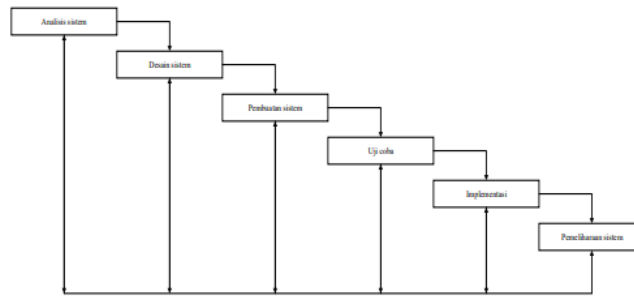 Analisis sistem
Desain sistem
Pembuatan sistem
Uji coba
Implementasi
Pemeliharaan sistem